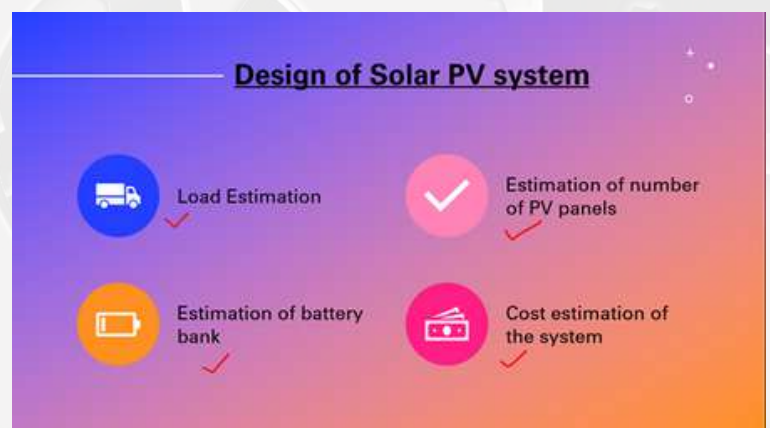 Design of Solar PV system
Load Estimation
Estimation of number
of PV panels
Estimation of battery
bank
Cost estimation of
the system